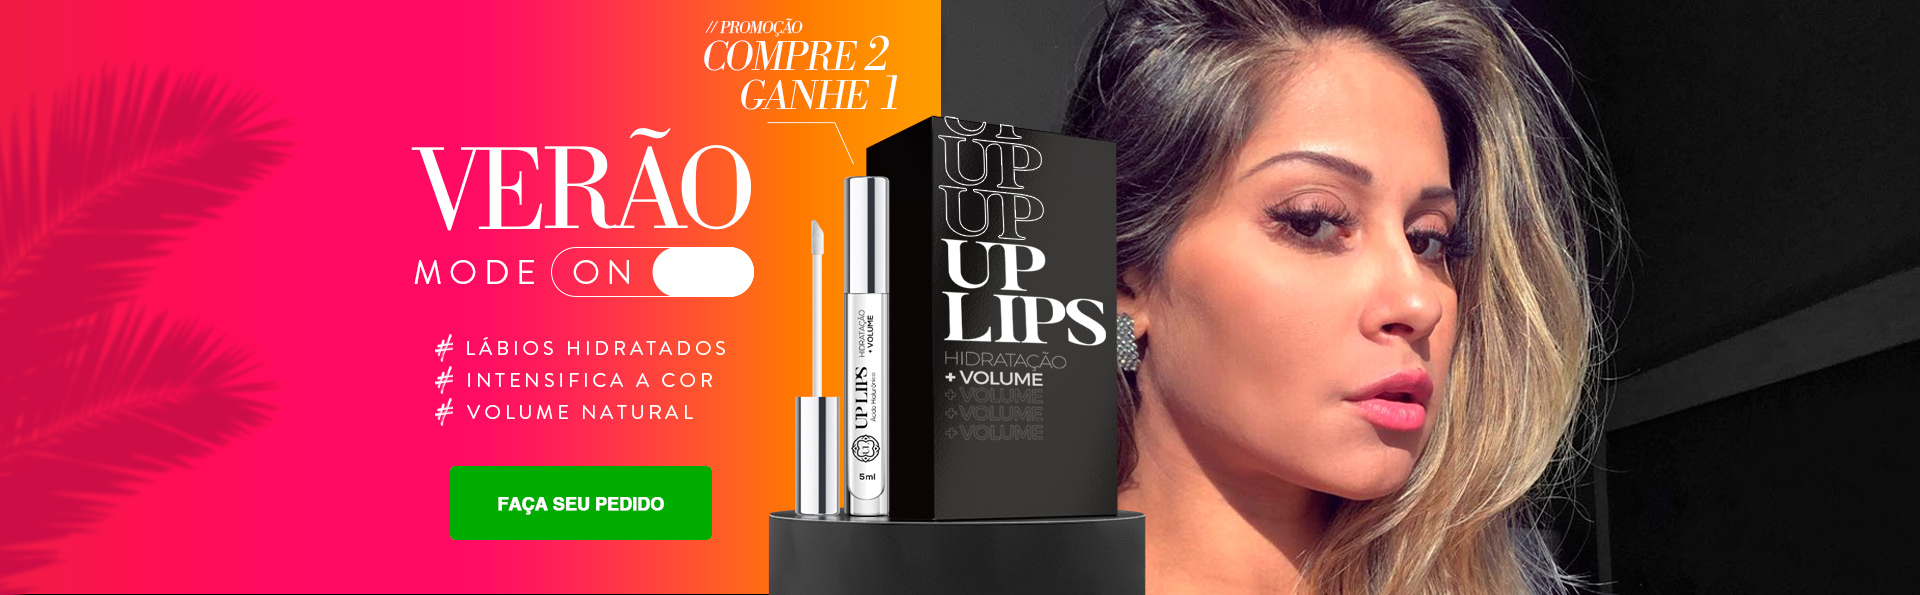 // PROMOÇÃO
COMPRE 2
GANHE 1
VERÃO
MODE ON
# LÁBIOS HIDRATADOS
# INTENSIFICA A COR
# VOLUME NATURAL
FAÇA SEU PEDIDO
UP LIPS
Ácido Hialurônico
HIDRATAÇÃO
+ VOLUME
5ml
UP
UP
UP
UP
LIPS
HIDRATAÇÃO
+ VOLUME
+ VOLUME
+ VOLUME
+ VOLUME